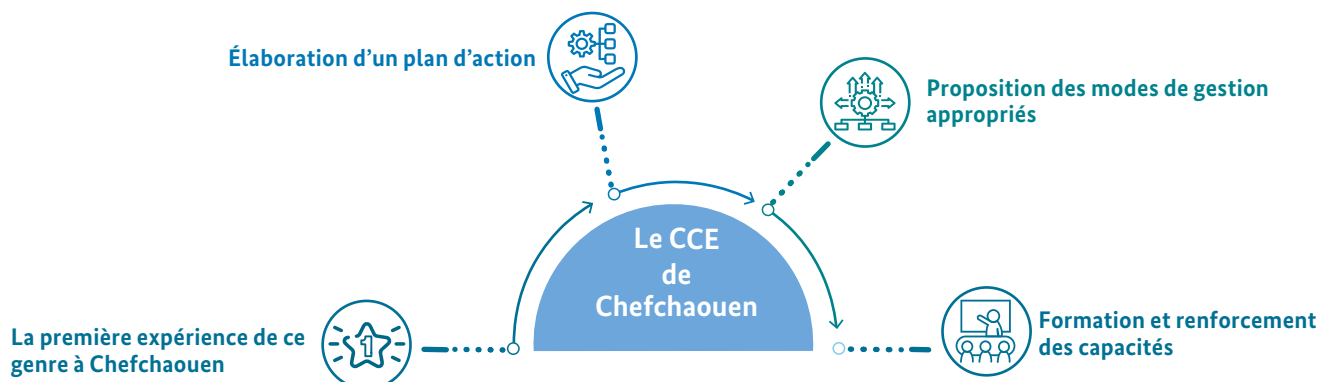 Élaboration d’un plan d’action
Proposition des modes de gestion
appropriés
Le CCE
de
Chefchaouen
La première expérience de ce
genre à Chefchaouen
1
Formation et renforcement
des capacités